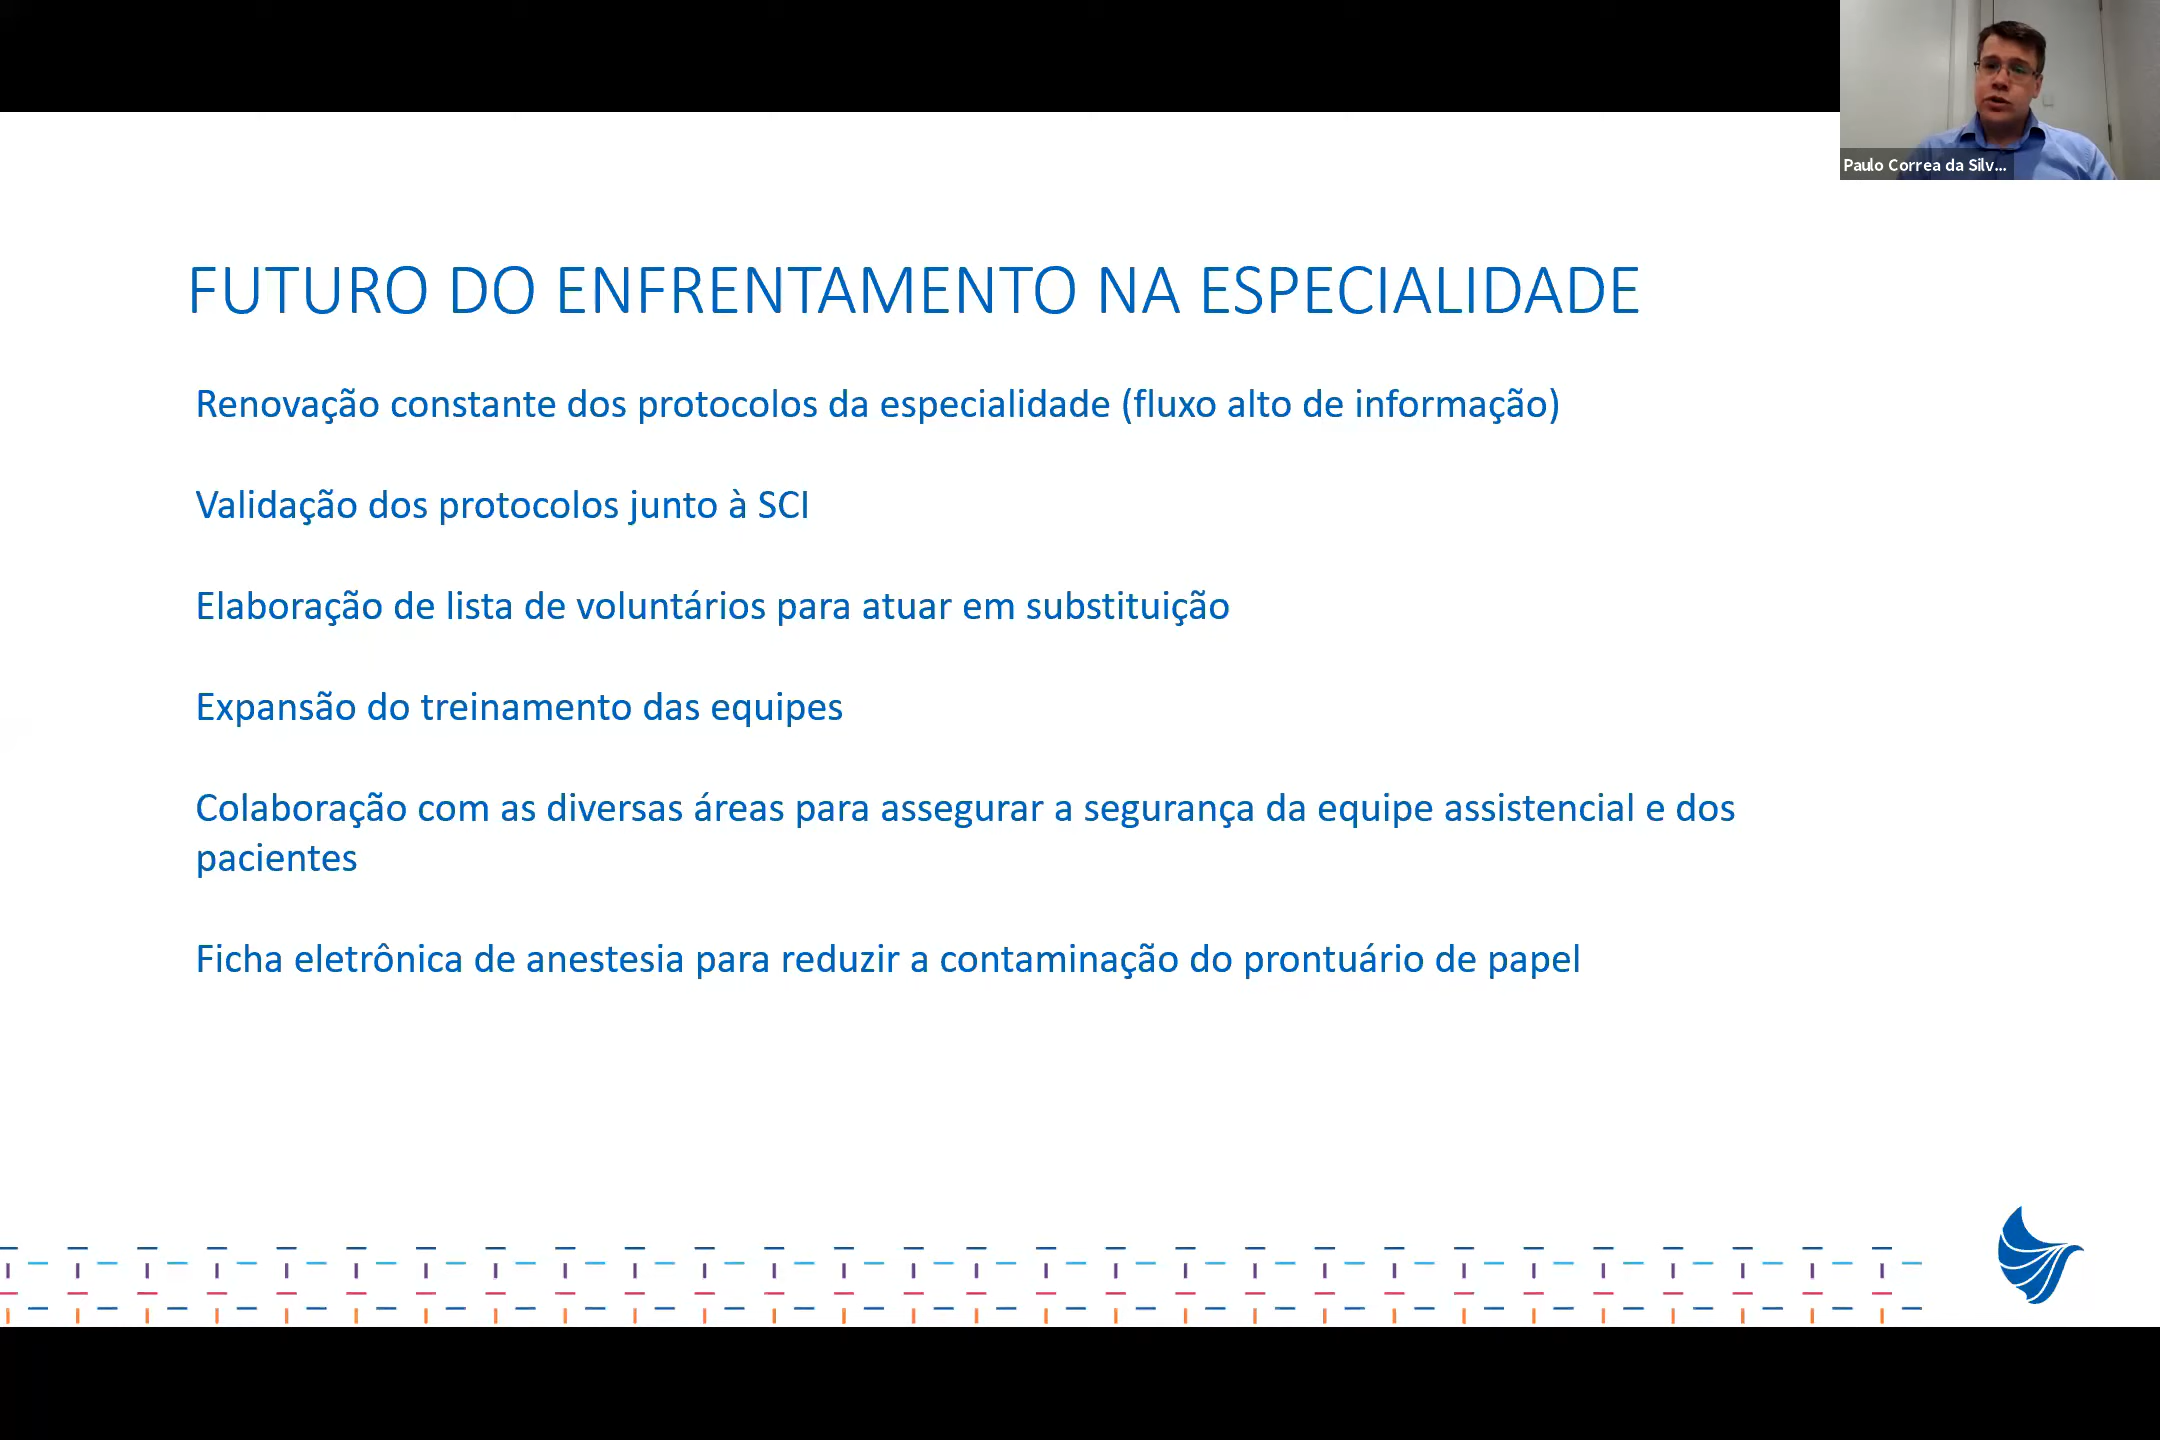 Paulo Correa da Silv...
FUTURO DO ENFRENTAMENTO NA ESPECIALIDADE
Renovação constante dos protocolos da especialidade (fluxo alto de informação)
Validação dos protocolos junto à SCI
Elaboração de lista de voluntários para atuar em substituição
Expansão do treinamento das equipes
Colaboração com as diversas áreas para assegurar a segurança da equipe assistencial e dos
pacientes
Ficha eletrônica de anestesia para reduzir a contaminação do prontuário de papel